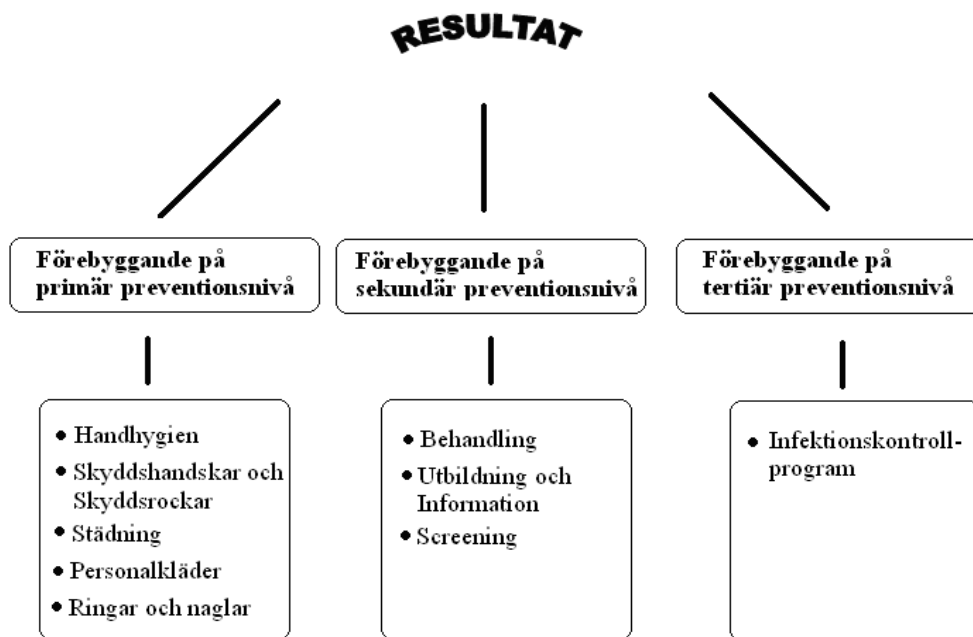 RESULTAT
Förebyggande på
primär preventionsnivå
Förebyggande på
sekundär preventionsnivå
Förebyggande på
tertiär preventionsnivå
• Handhygien
• Skyddshandskar och
Skyddsrockar
• Städning
• Personalkläder
• Ringar och naglar
• Behandling
• Utbildning och
Information
• Screening
• Infektionskontroll-
program